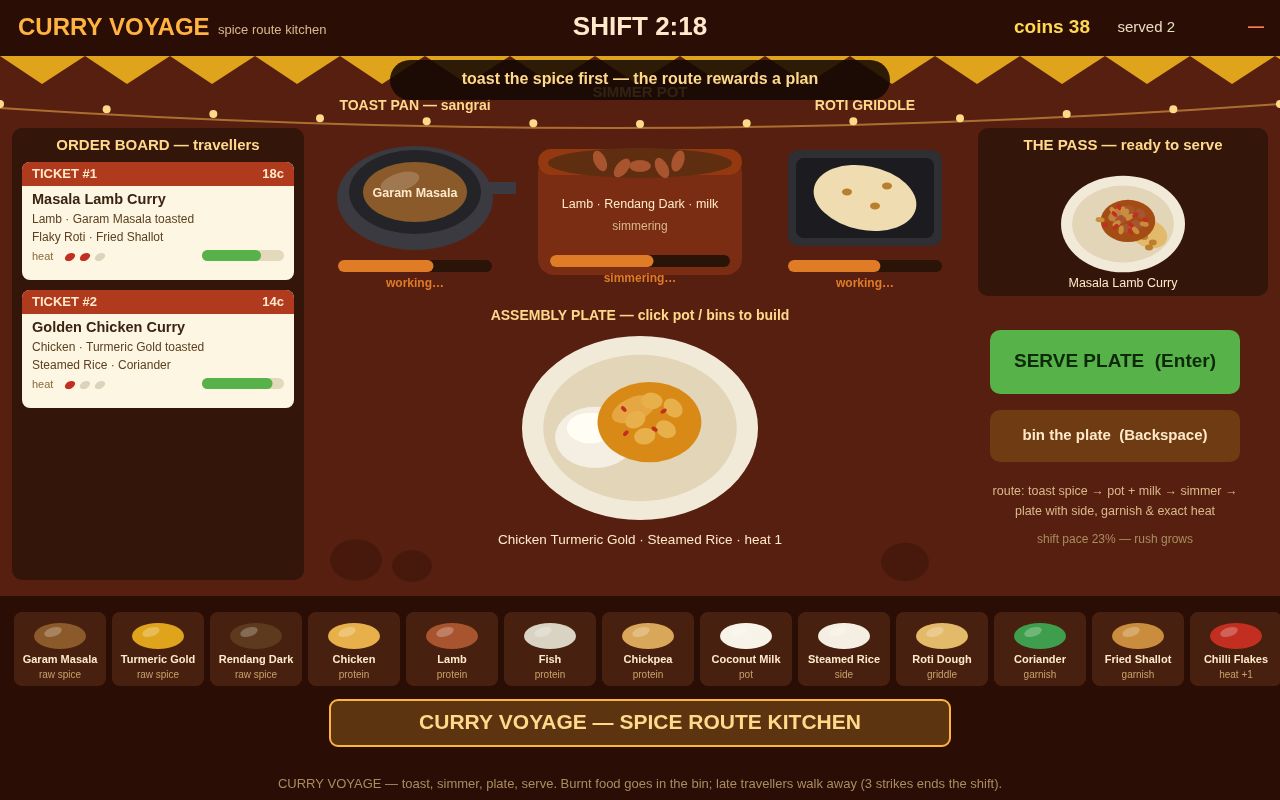 CURRY VOYAGE spice route kitchen
SHIFT 2:18
coins 38 served 2 —
toast the spice first — the route rewards a plan
SIMMER POT
TOAST PAN — sangrai
ROTI GRIDDLE
ORDER BOARD — travellers
TICKET #1 18c
Masala Lamb Curry
Lamb · Garam Masala toasted
Flaky Roti · Fried Shallot
heat
TICKET #2 14c
Golden Chicken Curry
Chicken · Turmeric Gold toasted
Steamed Rice · Coriander
heat
Garam Masala
working…
Lamb · Rendang Dark · milk
simmering
simmering…
working…
THE PASS — ready to serve
Masala Lamb Curry
ASSEMBLY PLATE — click pot / bins to build
Chicken Turmeric Gold · Steamed Rice · heat 1
SERVE PLATE (Enter)
bin the plate (Backspace)
route: toast spice → pot + milk → simmer →
plate with side, garnish & exact heat
shift pace 23% — rush grows
Garam Masala
raw spice
Turmeric Gold
raw spice
Rendang Dark
raw spice
Chicken
protein
Lamb
protein
Fish
protein
Chickpea
protein
Coconut Milk
pot
Steamed Rice
side
Roti Dough
griddle
Coriander
garnish
Fried Shallot
garnish
Chilli Flakes
heat +1
CURRY VOYAGE — SPICE ROUTE KITCHEN
CURRY VOYAGE — toast, simmer, plate, serve. Burnt food goes in the bin; late travellers walk away (3 strikes ends the shift).